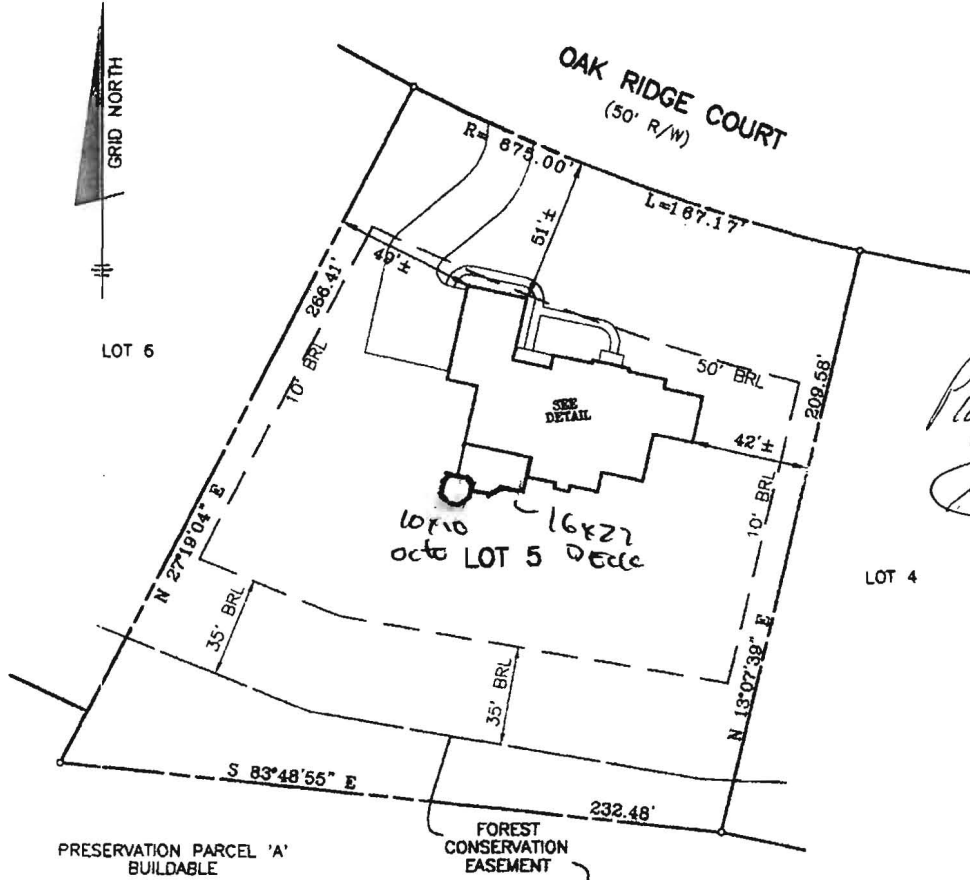 GRID NORTH
OAK RIDGE COURT
(50' R/W)
R= 675.00'
L=167.17'
51'±
49'±
266.41'
LOT 6
10' BRL
50' BRL
209.58'
SEE
DETAIL
42'±
10' BRL
10x10
octo
16x22
DECK
LOT 5
LOT 4
N 27°19'04" E
35' BRL
35' BRL
N 13°07'39" E
S 83°48'55" E
232.48'
FOREST
CONSERVATION
EASEMENT
PRESERVATION PARCEL 'A'
BUILDABLE